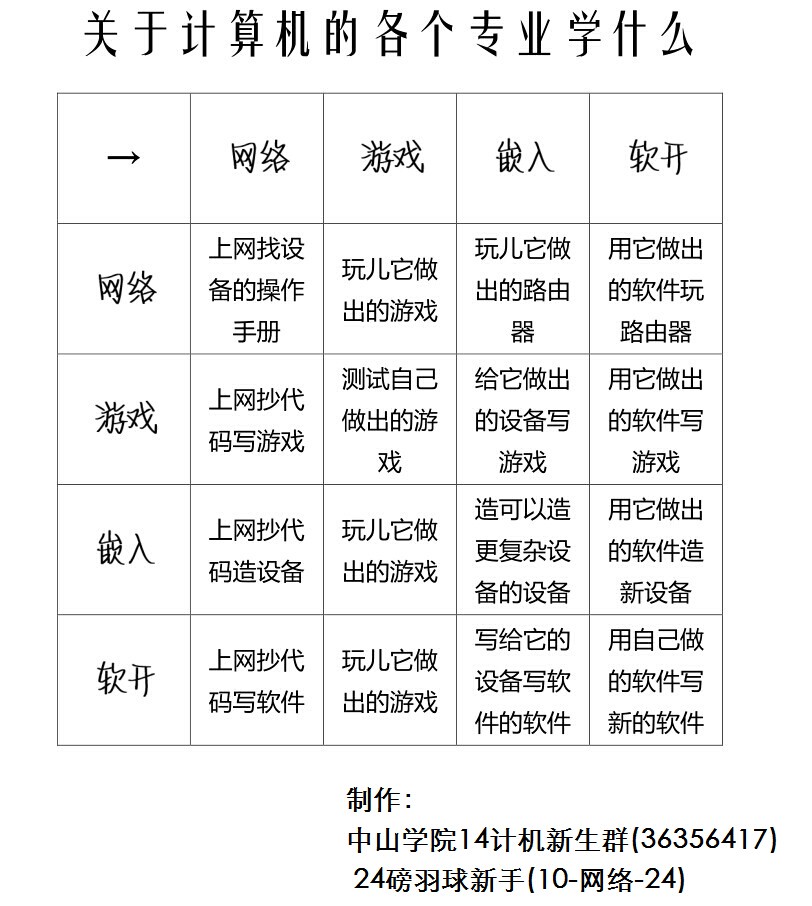 关于计算机的各个专业学什么
→ 网络 游戏 嵌入 软开
网络
上网找设
备的操作
手册
玩儿它做
出的游戏
玩儿它做
出的路由
器
用它做出
的软件玩
路由器
游戏
上网抄代
码写游戏
测试自己
做出的游
戏
给它做出
的设备写
游戏
用它做出
的软件写
游戏
嵌入
上网抄代
码造设备
玩儿它做
出的游戏
造可以造
更复杂设
备的设备
用它做出
的软件造
新设备
软开
上网抄代
码写软件
玩儿它做
出的游戏
写给它的
设备写软
件的软件
用自己做
的软件写
新的软件
制作：
中山学院14计机新生群(36356417)
24磅羽球新手(10-网络-24)